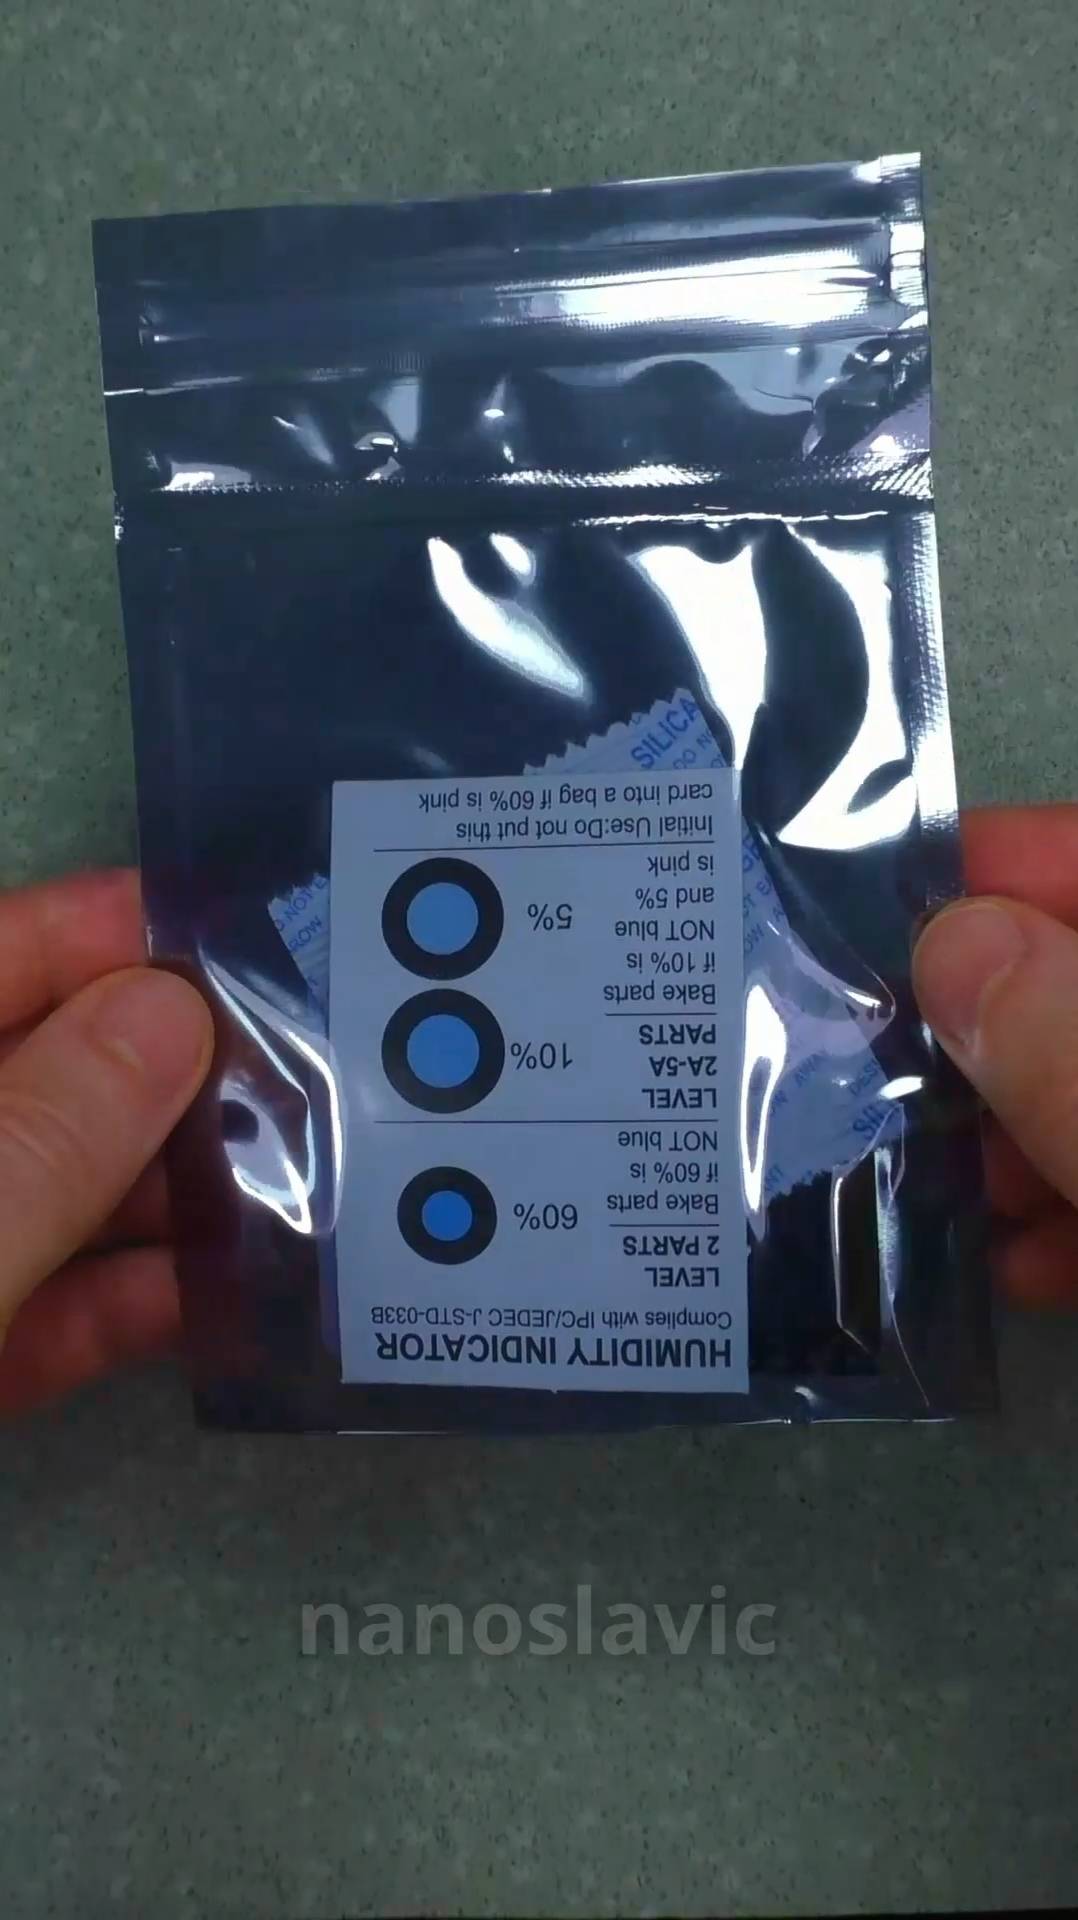 HUMIDITY INDICATOR
Complies with IPC/JEDEC J-STD-033B
LEVEL
2 PARTS
Bake parts
if 60% is
NOT blue
60%
LEVEL
2A-5A
PARTS
Bake parts
if 10% is
NOT blue
and 5%
is pink
10%
5%
Initial Use:Do not put this
card into a bag if 60% is pink
SILICA
DO NOT E
nanoslavic